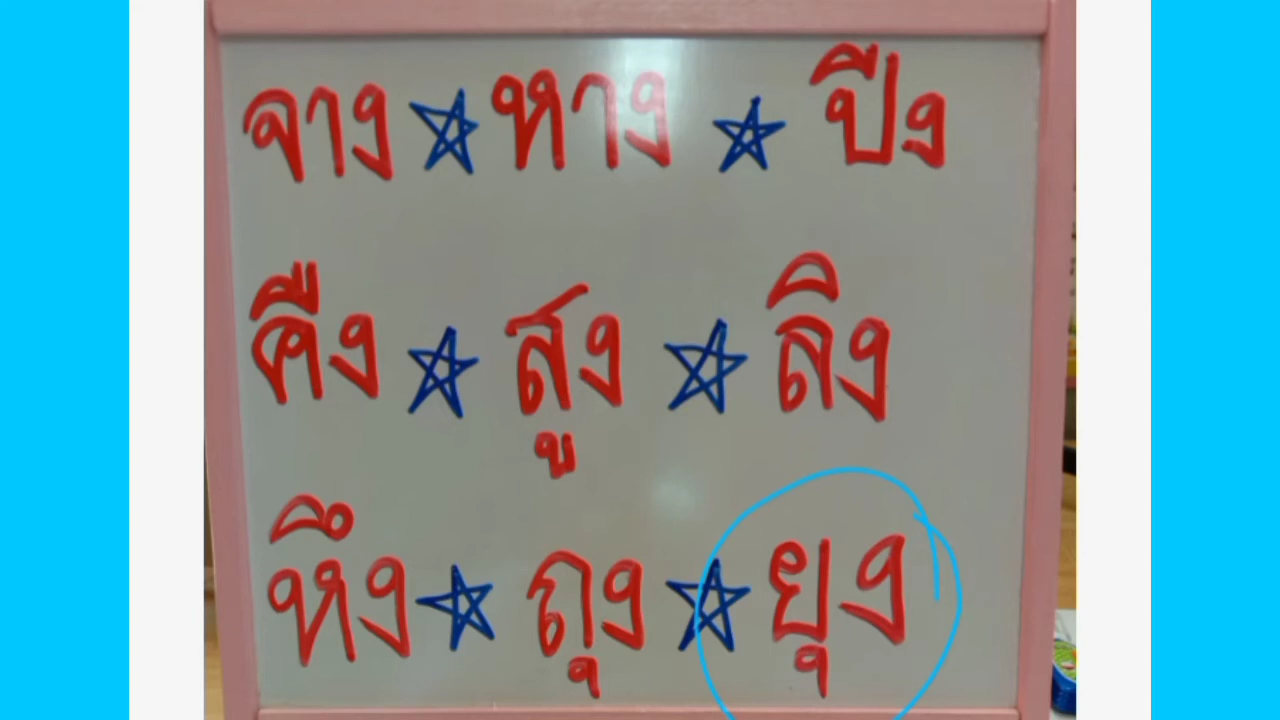 จาง ☆ หาง ☆ ปีง
คืง ☆ สูง ☆ ลิง
หึง ☆ ถุง ☆ ยุง